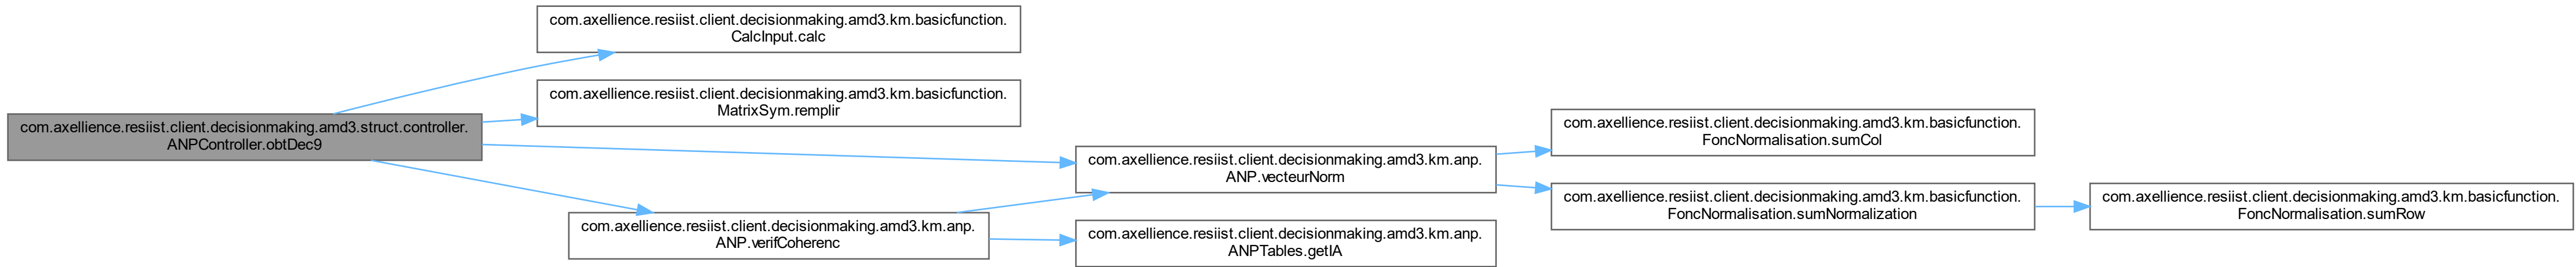 com.axellience.resiist.client.decisionmaking.amd3.struct.controller.
ANPController.obtDec9
com.axellience.resiist.client.decisionmaking.amd3.km.basicfunction.
CalcInput.calc
com.axellience.resiist.client.decisionmaking.amd3.km.basicfunction.
MatrixSym.remplir
com.axellience.resiist.client.decisionmaking.amd3.km.anp.
ANP.verifCoherenc
com.axellience.resiist.client.decisionmaking.amd3.km.anp.
ANP.vecteurNorm
com.axellience.resiist.client.decisionmaking.amd3.km.anp.
ANPTables.getIA
com.axellience.resiist.client.decisionmaking.amd3.km.basicfunction.
FoncNormalisation.sumCol
com.axellience.resiist.client.decisionmaking.amd3.km.basicfunction.
FoncNormalisation.sumNormalization
com.axellience.resiist.client.decisionmaking.amd3.km.basicfunction.
FoncNormalisation.sumRow